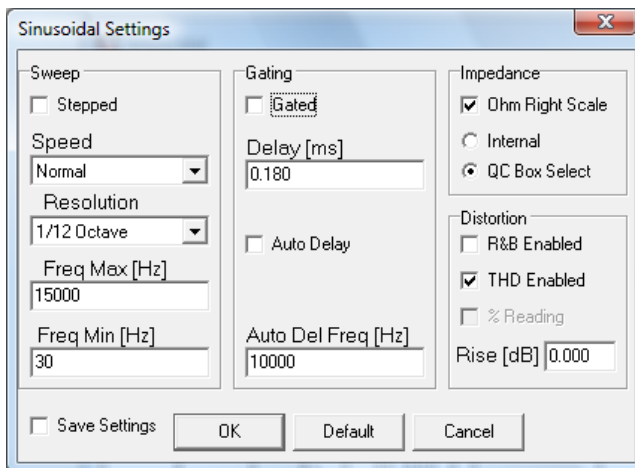 Sinusoidal Settings
Sweep
Stepped
Speed
Normal
Resolution
1/12 Octave
Freq Max [Hz]
15000
Freq Min [Hz]
30
Gating
Gated
Delay [ms]
0.180
Auto Delay
Auto Del Freq [Hz]
10000
Impedance
Ohm Right Scale
Internal
QC Box Select
Distortion
R&B Enabled
THD Enabled
% Reading
Rise [dB] 0.000
Save Settings
OK
Default
Cancel